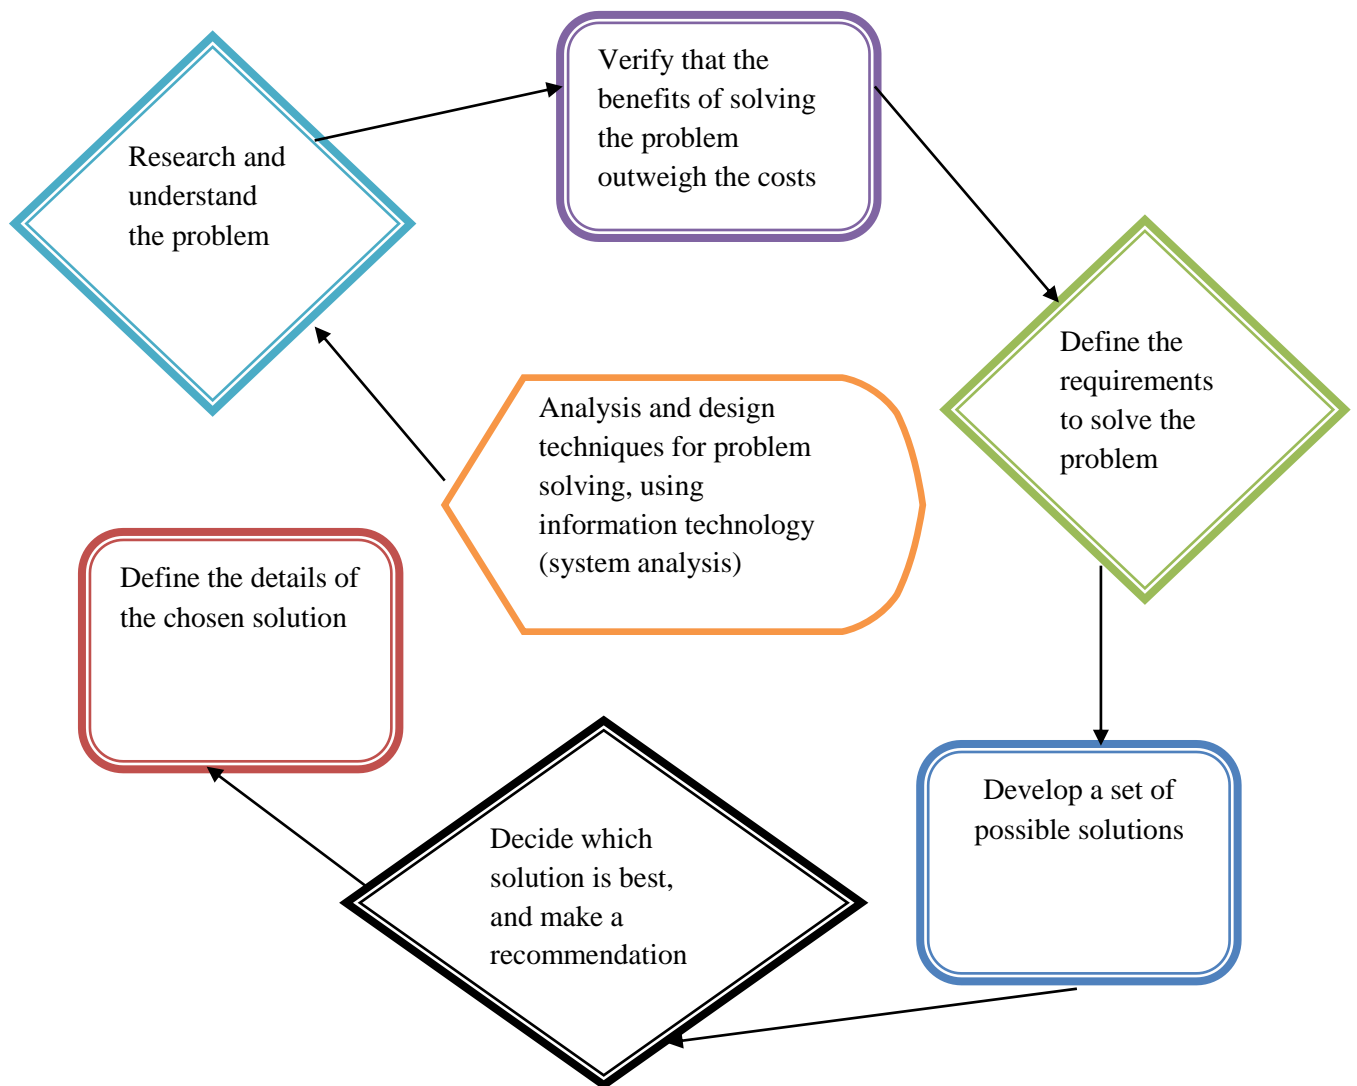 Research and
understand
the problem
Verify that the
benefits of solving
the problem
outweigh the costs
Define the
requirements
to solve the
problem
Analysis and design
techniques for problem
solving, using
information technology
(system analysis)
Define the details of
the chosen solution
Develop a set of
possible solutions
Decide which
solution is best,
and make a
recommendation